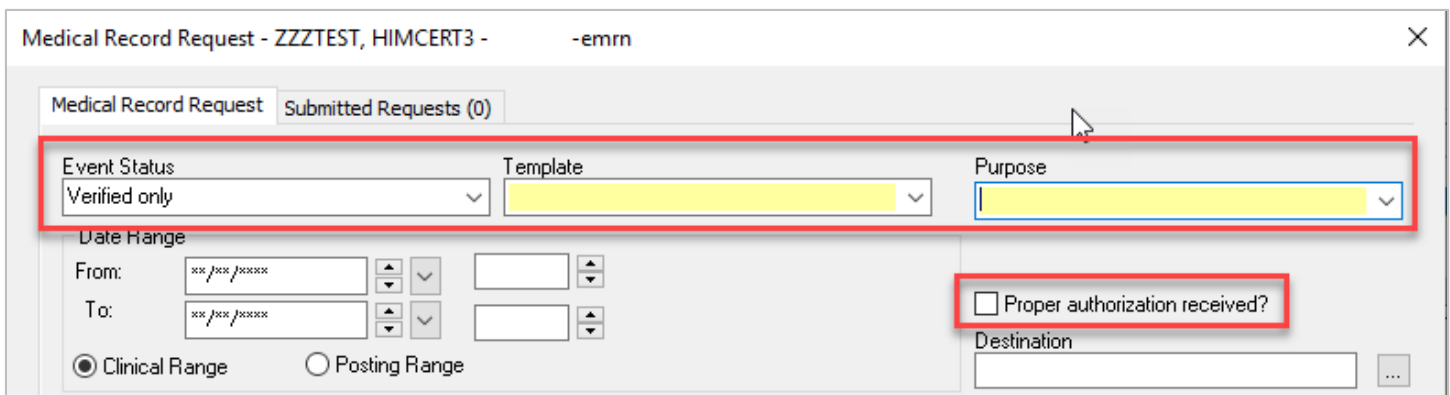 Medical Record Request - ZZZTEST, HIMCERT3 - -emrn
Medical Record Request Submitted Requests (0)
Event Status Template Purpose
Verified only
Date Range
From: **/**/****
To: **/**/****
Proper authorization received?
Destination
Clinical Range Posting Range
...